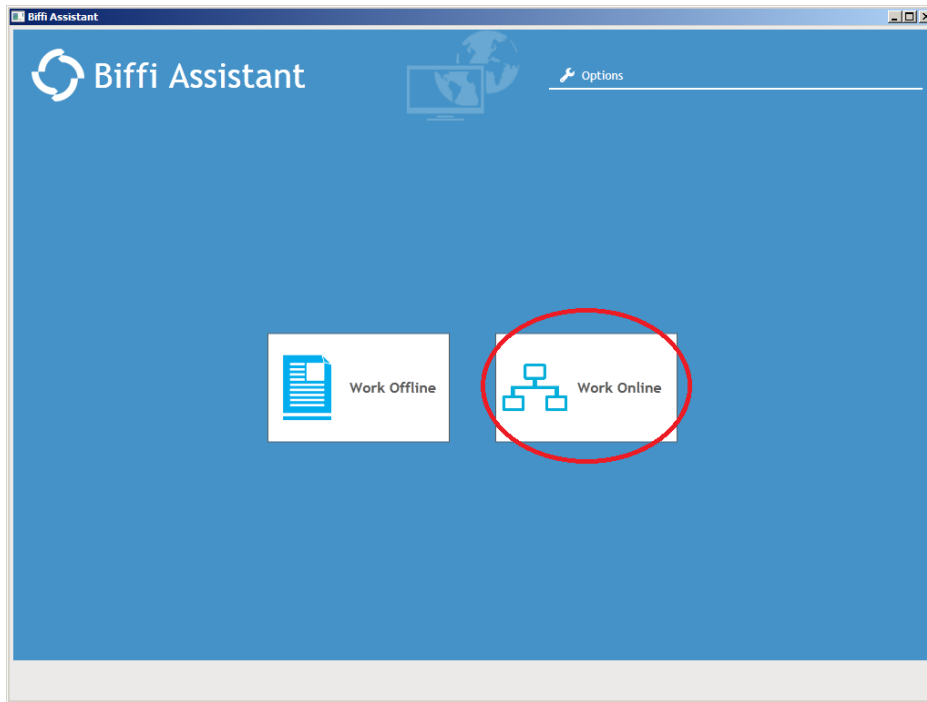 Biffi Assistant
Biffi Assistant
Options
Work Offline
Work Online